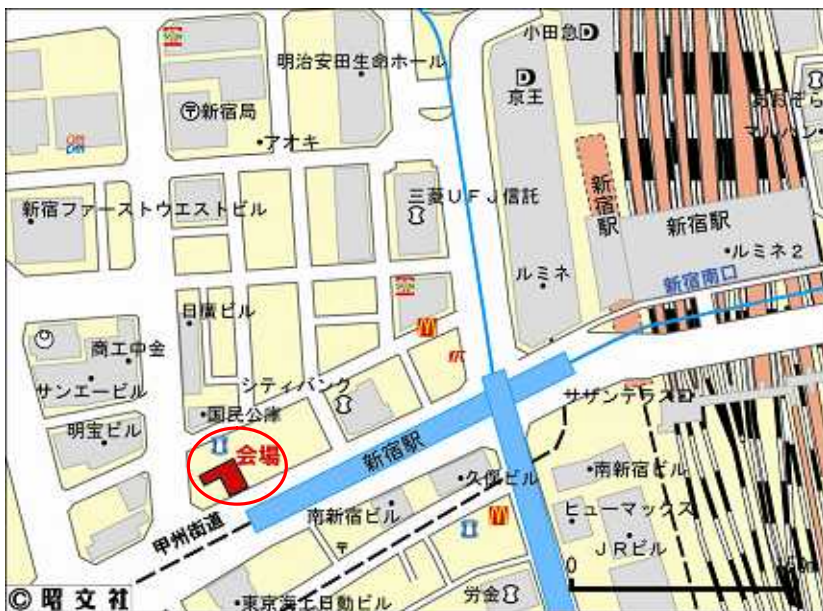 小田急
明治安田生命ホール
京王
新宿局
アオキ
マルハン
新宿駅
三菱UFJ信託
新宿ファーストウエストビル
新宿駅
ルミネ2
ルミネ
新宿南口
日廣ビル
商工中金
シティバンク
サンエービル
サザンテラス
国民公庫
明宝ビル
会場
新宿駅
久保ビル
南新宿ビル
南新宿ビル
ヒューマックス
甲州街道
JRビル
0
労金
東京海上日動ビル
© 昭文社